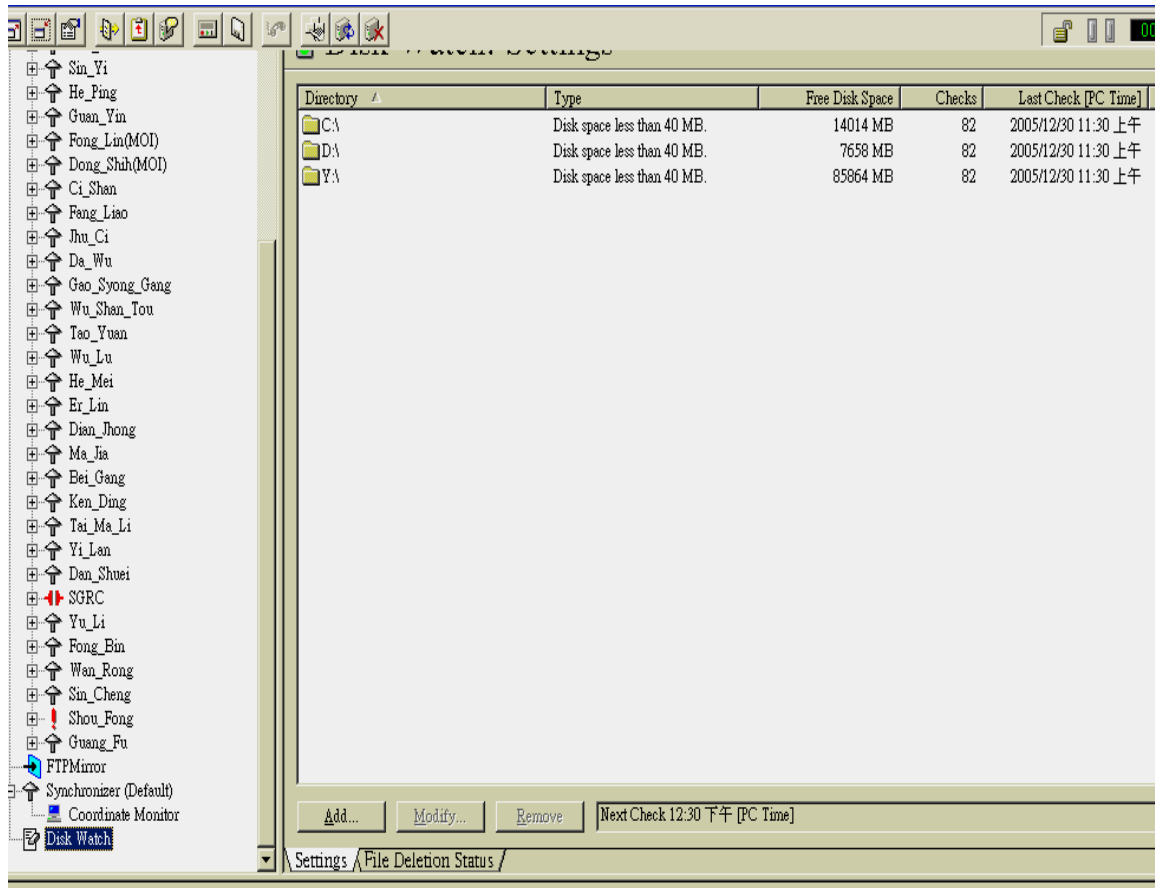 00
Disk Watch: Settings
Sin_Yi
He_Ping
Guan_Yin
Fong_Lin(MOI)
Dong_Shih(MOI)
Ci_Shan
Fang_Liao
Jhu_Ci
Da_Wu
Gao_Syong_Gang
Wu_Shan_Tou
Tao_Yuan
Wu_Lu
He_Mei
Er_Lin
Dian_Jhong
Ma_Jia
Bei_Gang
Ken_Ding
Tai_Ma_Li
Yi_Lan
Dan_Shuei
SGRC
Yu_Li
Fong_Bin
Wan_Rong
Sin_Cheng
Shou_Fong
Guang_Fu
FTPMirror
Synchronizer (Default)
Coordinate Monitor
Disk Watch
Directory Type Free Disk Space Checks Last Check [PC Time]
C:\ Disk space less than 40 MB. 14014 MB 82 2005/12/30 11:30 上午
D:\ Disk space less than 40 MB. 7658 MB 82 2005/12/30 11:30 上午
Y:\ Disk space less than 40 MB. 85864 MB 82 2005/12/30 11:30 上午
Add... Modify... Remove Next Check 12:30 下午 [PC Time]
Settings File Deletion Status